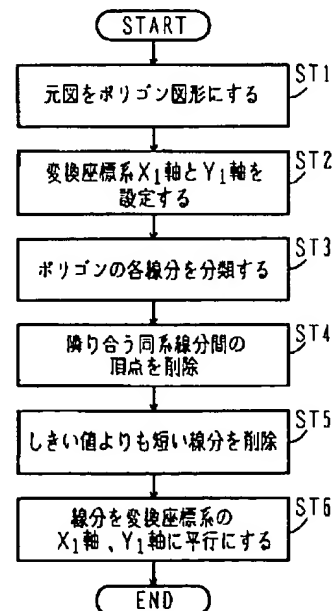 START
ST1
元図をポリゴン図形にする
ST2
変換座標系X₁軸とY₁軸を
設定する
ST3
ポリゴンの各線分を分類する
ST4
隣り合う同系線分間の
頂点を削除
ST5
しきい値よりも短い線分を削除
ST6
線分を変換座標系の
X₁軸、Y₁軸に平行にする
END